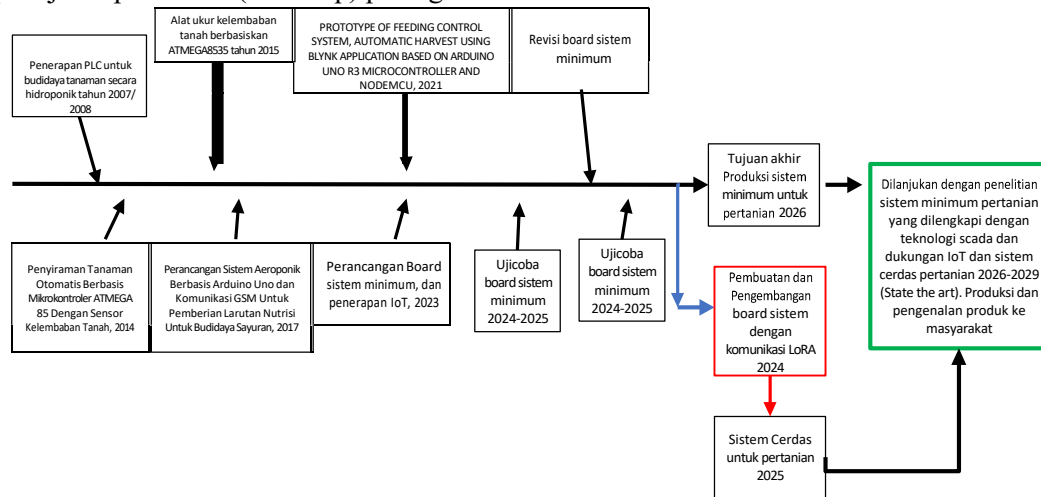 Alat ukur kelembaban
tanah berbasiskan
ATMEGA8535 tahun 2015
PROTOTYPE OF FEEDING CONTROL
SYSTEM, AUTOMATIC HARVEST USING
BLYNK APPLICATION BASED ON ARDUINO
UNO R3 MICROCONTROLLER AND
NODEMCU, 2021
Revisi board sistem
minimum
Penerapan PLC untuk
budidaya tanaman secara
hidroponik tahun 2007/
2008
Tujuan akhir
Produksi sistem
minimum untuk
pertanian 2026
Dilanjukan dengan penelitian
sistem minimum pertanian
yang dilengkapi dengan
teknologi scada dan
dukungan IoT dan sistem
cerdas pertanian 2026-2029
(State the art). Produksi dan
pengenalan produk ke
masyarakat
Penyiraman Tanaman
Otomatis Berbasis
Mikrokontroler ATMEGA
85 Dengan Sensor
Kelembaban Tanah, 2014
Perancangan Sistem Aeroponik
Berbasis Arduino Uno dan
Komunikasi GSM Untuk
Pemberian Larutan Nutrisi
Untuk Budidaya Sayuran, 2017
Perancangan Board
sistem minimum, dan
penerapan IoT, 2023
Ujicoba
board sistem
minimum
2024-2025
Ujicoba
board sistem
minimum
2024-2025
Pembuatan dan
Pengembangan
board sistem
dengan
komunikasi LoRA
2024
Sistem Cerdas
untuk pertanian
2025